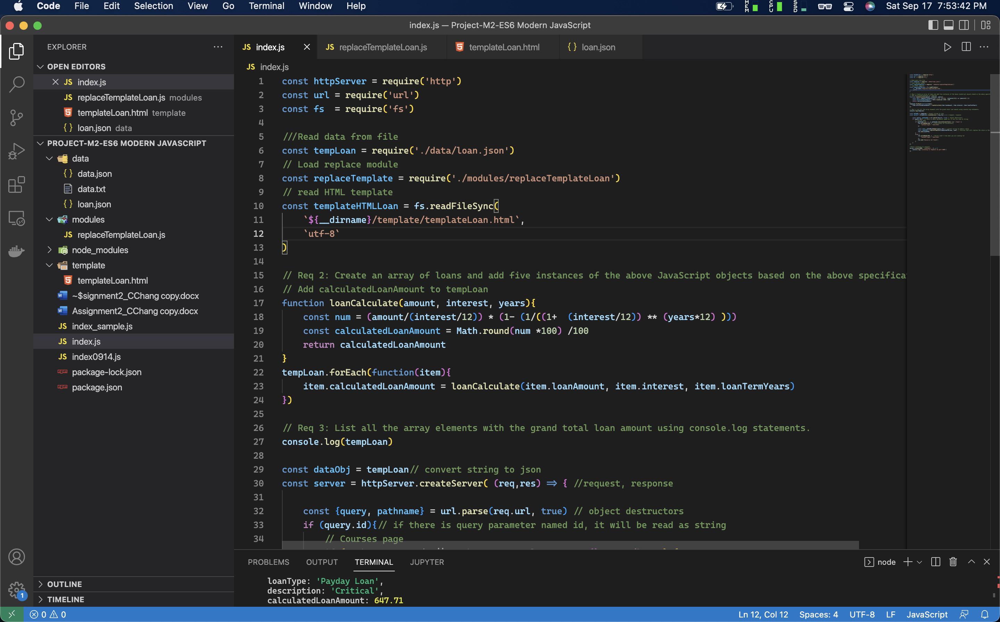 Code File Edit Selection View Go Terminal Window Help MEM CPU SSD Sat Sep 17 7:53:42 PM
index.js — Project-M2-ES6 Modern JavaScript
EXPLORER
OPEN EDITORS
JS index.js
JS replaceTemplateLoan.js modules
templateLoan.html template
{} loan.json data
PROJECT-M2-ES6 MODERN JAVASCRIPT
data
{} data.json
data.txt
{} loan.json
modules
JS replaceTemplateLoan.js
node_modules
template
templateLoan.html
~$signment2_CChang copy.docx
Assignment2_CChang copy.docx
JS index_sample.js
JS index.js
JS index0914.js
package-lock.json
package.json
OUTLINE
TIMELINE
JS index.js JS replaceTemplateLoan.js templateLoan.html {} loan.json
JS index.js
1 const httpServer = require('http')
2 const url = require('url')
3 const fs  = require('fs')
4
5 ///Read data from file
6 const tempLoan = require('./data/loan.json')
7 // Load replace module
8 const replaceTemplate = require('./modules/replaceTemplateLoan')
9 // read HTML template
10 const templateHTMLLoan = fs.readFileSync(
11     `${__dirname}/template/templateLoan.html`,
12     `utf-8`
13 )
14
15 // Req 2: Create an array of loans and add five instances of the above JavaScript objects based on the above specifica
16 // Add calculatedLoanAmount to tempLoan
17 function loanCalculate(amount, interest, years){
18     const num = (amount/(interest/12)) * (1- (1/((1+  (interest/12)) ** (years*12) )))
19     const calculatedLoanAmount = Math.round(num *100) /100
20     return calculatedLoanAmount
21 }
22 tempLoan.forEach(function(item){
23     item.calculatedLoanAmount = loanCalculate(item.loanAmount, item.interest, item.loanTermYears)
24 })
25
26 // Req 3: List all the array elements with the grand total loan amount using console.log statements.
27 console.log(tempLoan)
28
29 const dataObj = tempLoan// convert string to json
30 const server = httpServer.createServer( (req,res) => { //request, response
31
32     const {query, pathname} = url.parse(req.url, true) // object destructors
33     if (query.id){// if there is query parameter named id, it will be read as string
34         // Courses page
PROBLEMS OUTPUT TERMINAL JUPYTER node
loanType: 'Payday Loan',
description: 'Critical',
calculatedLoanAmount: 647.71
1
0 0 Ln 12, Col 12 Spaces: 4 UTF-8 LF JavaScript